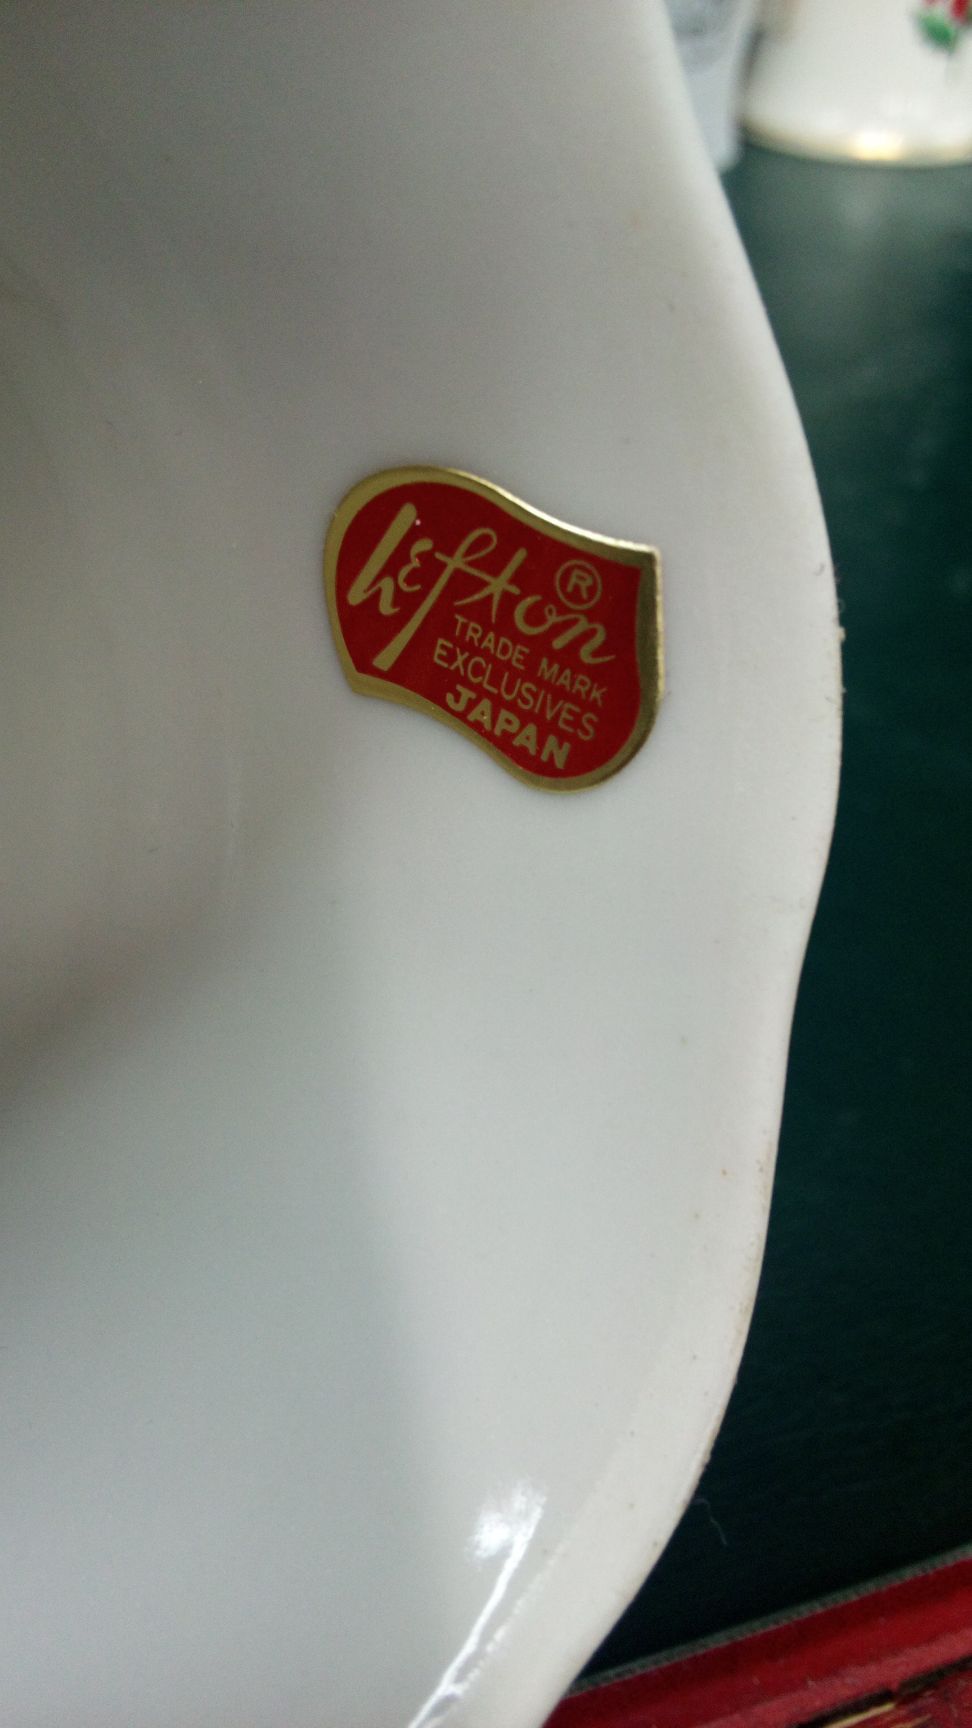 Lefton ®
TRADE MARK
EXCLUSIVES
JAPAN